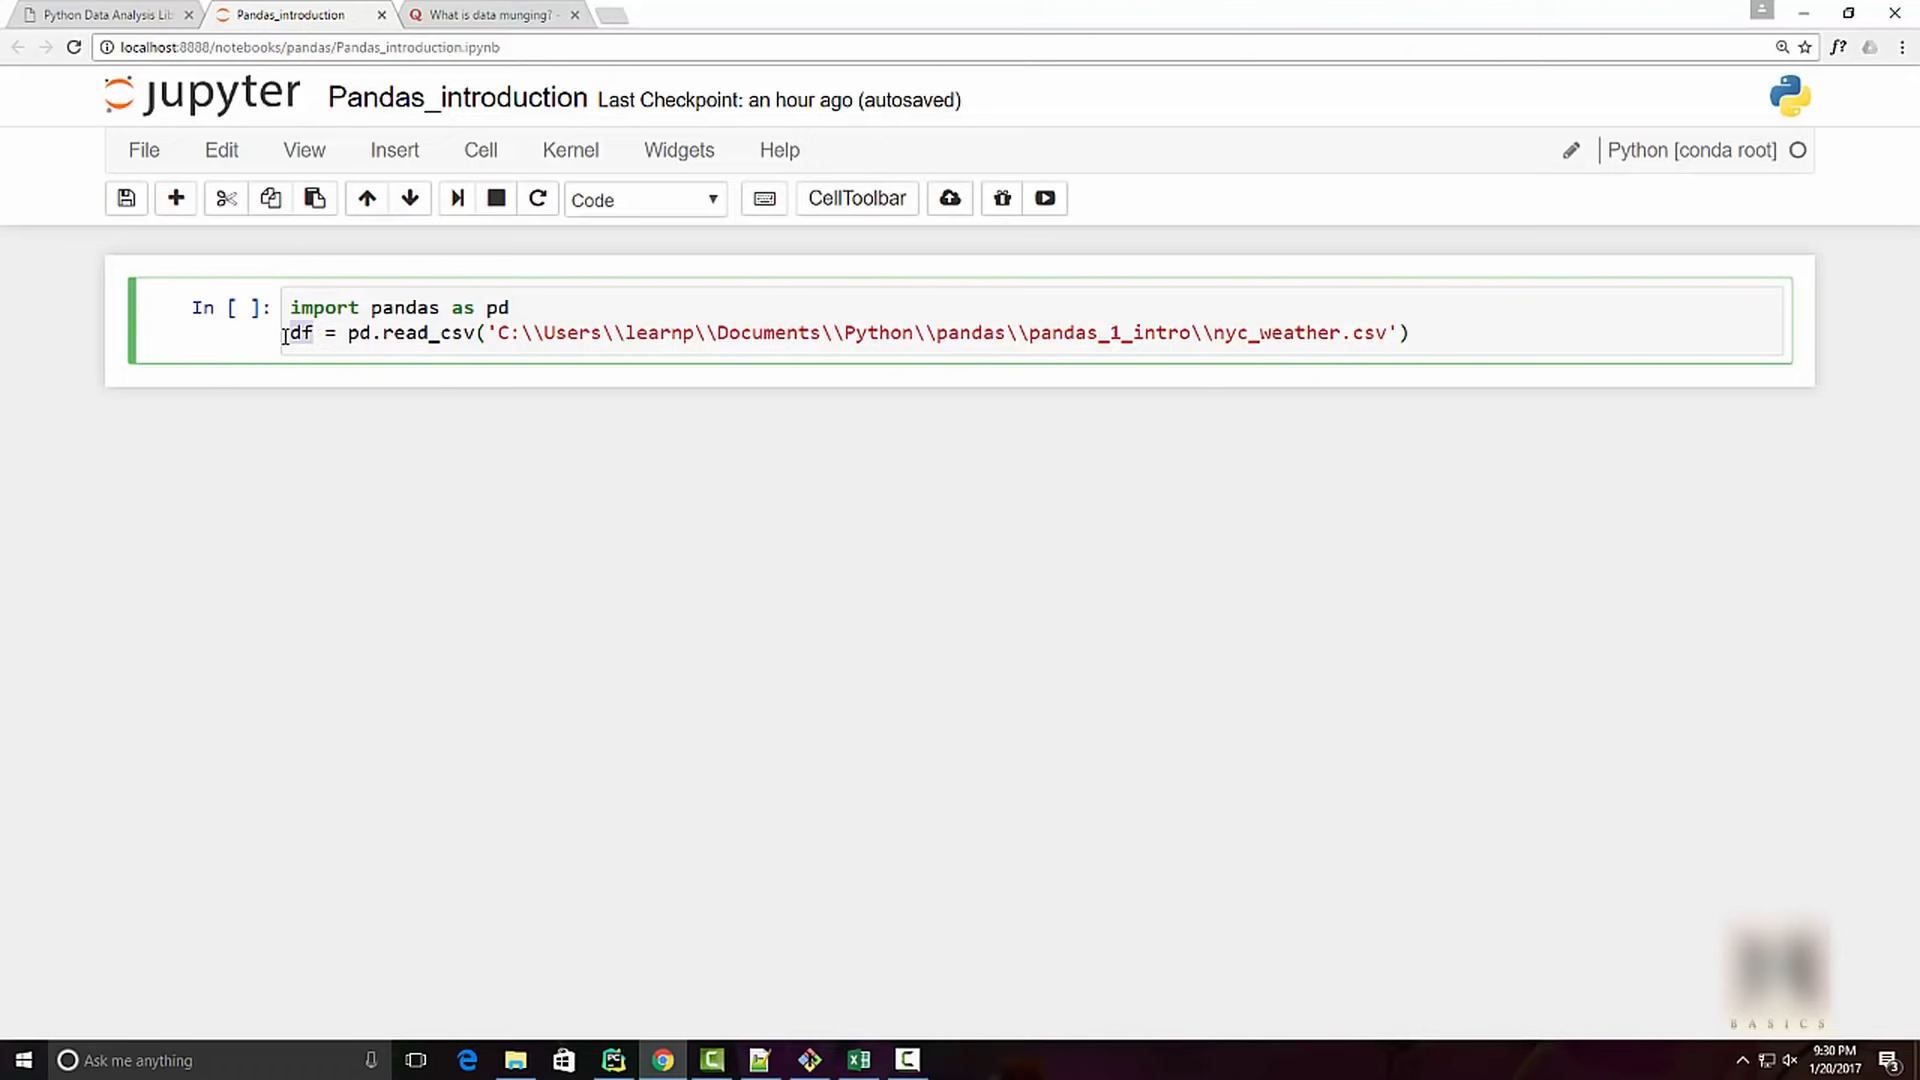 Python Data Analysis Lib
Pandas_introduction
What is data munging? -
localhost:8888/notebooks/pandas/Pandas_introduction.ipynb
f?
jupyter Pandas_introduction Last Checkpoint: an hour ago (autosaved)
File Edit View Insert Cell Kernel Widgets Help Python [conda root]
Code CellToolbar
In [ ]: import pandas as pd
df = pd.read_csv('C:\\Users\\learnp\\Documents\\Python\\pandas\\pandas_1_intro\\nyc_weather.csv')
BASICS
Ask me anything
9:30 PM
1/20/2017
3